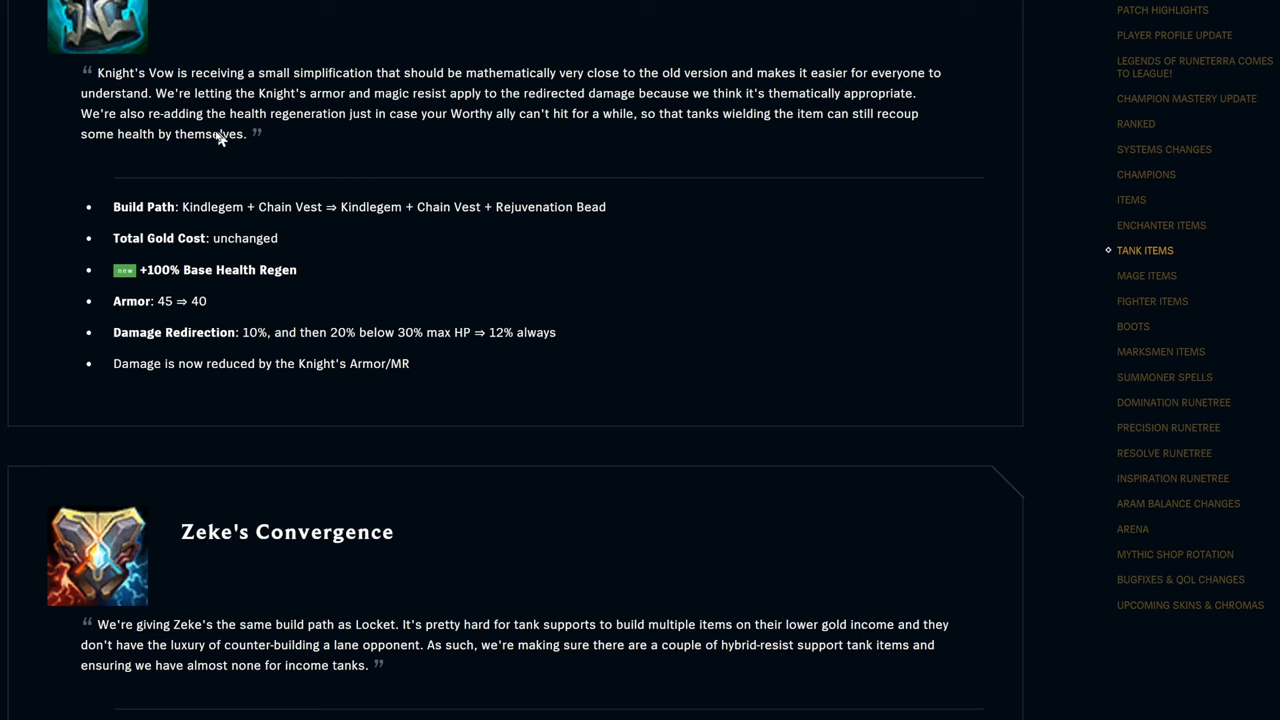 “ Knight's Vow is receiving a small simplification that should be mathematically very close to the old version and makes it easier for everyone to
understand. We're letting the Knight's armor and magic resist apply to the redirected damage because we think it's thematically appropriate.
We're also re-adding the health regeneration just in case your Worthy ally can't hit for a while, so that tanks wielding the item can still recoup
some health by themselves. ”
• Build Path: Kindlegem + Chain Vest ⇒ Kindlegem + Chain Vest + Rejuvenation Bead
• Total Gold Cost: unchanged
• new +100% Base Health Regen
• Armor: 45 ⇒ 40
• Damage Redirection: 10%, and then 20% below 30% max HP ⇒ 12% always
• Damage is now reduced by the Knight's Armor/MR
Zeke's Convergence
“ We're giving Zeke's the same build path as Locket. It's pretty hard for tank supports to build multiple items on their lower gold income and they
don't have the luxury of counter-building a lane opponent. As such, we're making sure there are a couple of hybrid-resist support tank items and
ensuring we have almost none for income tanks. ”
PATCH HIGHLIGHTS
PLAYER PROFILE UPDATE
LEGENDS OF RUNETERRA COMES
TO LEAGUE!
CHAMPION MASTERY UPDATE
RANKED
SYSTEMS CHANGES
CHAMPIONS
ITEMS
ENCHANTER ITEMS
TANK ITEMS
MAGE ITEMS
FIGHTER ITEMS
BOOTS
MARKSMEN ITEMS
SUMMONER SPELLS
DOMINATION RUNETREE
PRECISION RUNETREE
RESOLVE RUNETREE
INSPIRATION RUNETREE
ARAM BALANCE CHANGES
ARENA
MYTHIC SHOP ROTATION
BUGFIXES & QOL CHANGES
UPCOMING SKINS & CHROMAS